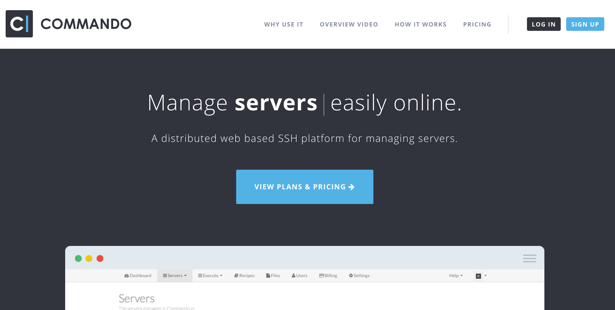 C COMMANDO
WHY USE IT OVERVIEW VIDEO HOW IT WORKS PRICING LOG IN SIGN UP
Manage servers easily online.
A distributed web based SSH platform for managing servers.
VIEW PLANS & PRICING
Dashboard Servers Execute Recipes Files Users Billing Settings Help
Servers